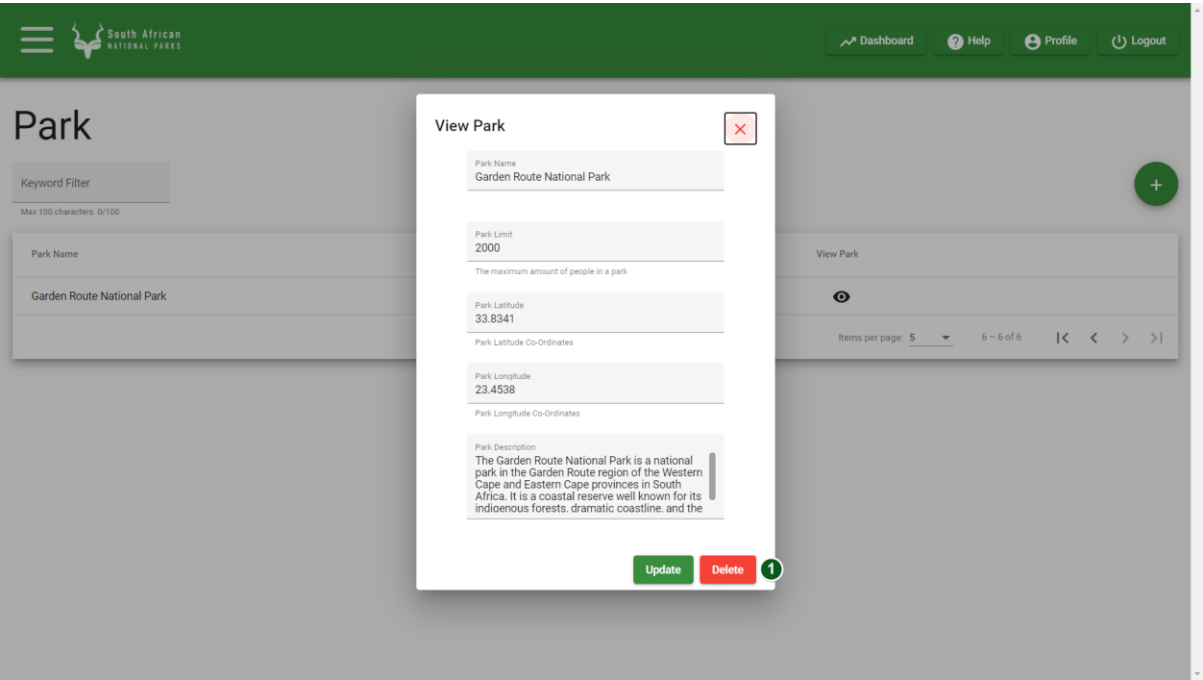 South African
NATIONAL PARKS
Dashboard
Help
Profile
Logout
Park
Keyword Filter
Max 100 characters 0/100
Park Name
View Park
Garden Route National Park
Items per page: 5
6 – 6 of 6
View Park
Park Name
Garden Route National Park
Park Limit
2000
The maximum amount of people in a park
Park Latitude
33.8341
Park Latitude Co-Ordinates
Park Longitude
23.4538
Park Longitude Co-Ordinates
Park Description
The Garden Route National Park is a national
park in the Garden Route region of the Western
Cape and Eastern Cape provinces in South
Africa. It is a coastal reserve well known for its
indigenous forests, dramatic coastline, and the
Update
Delete
1